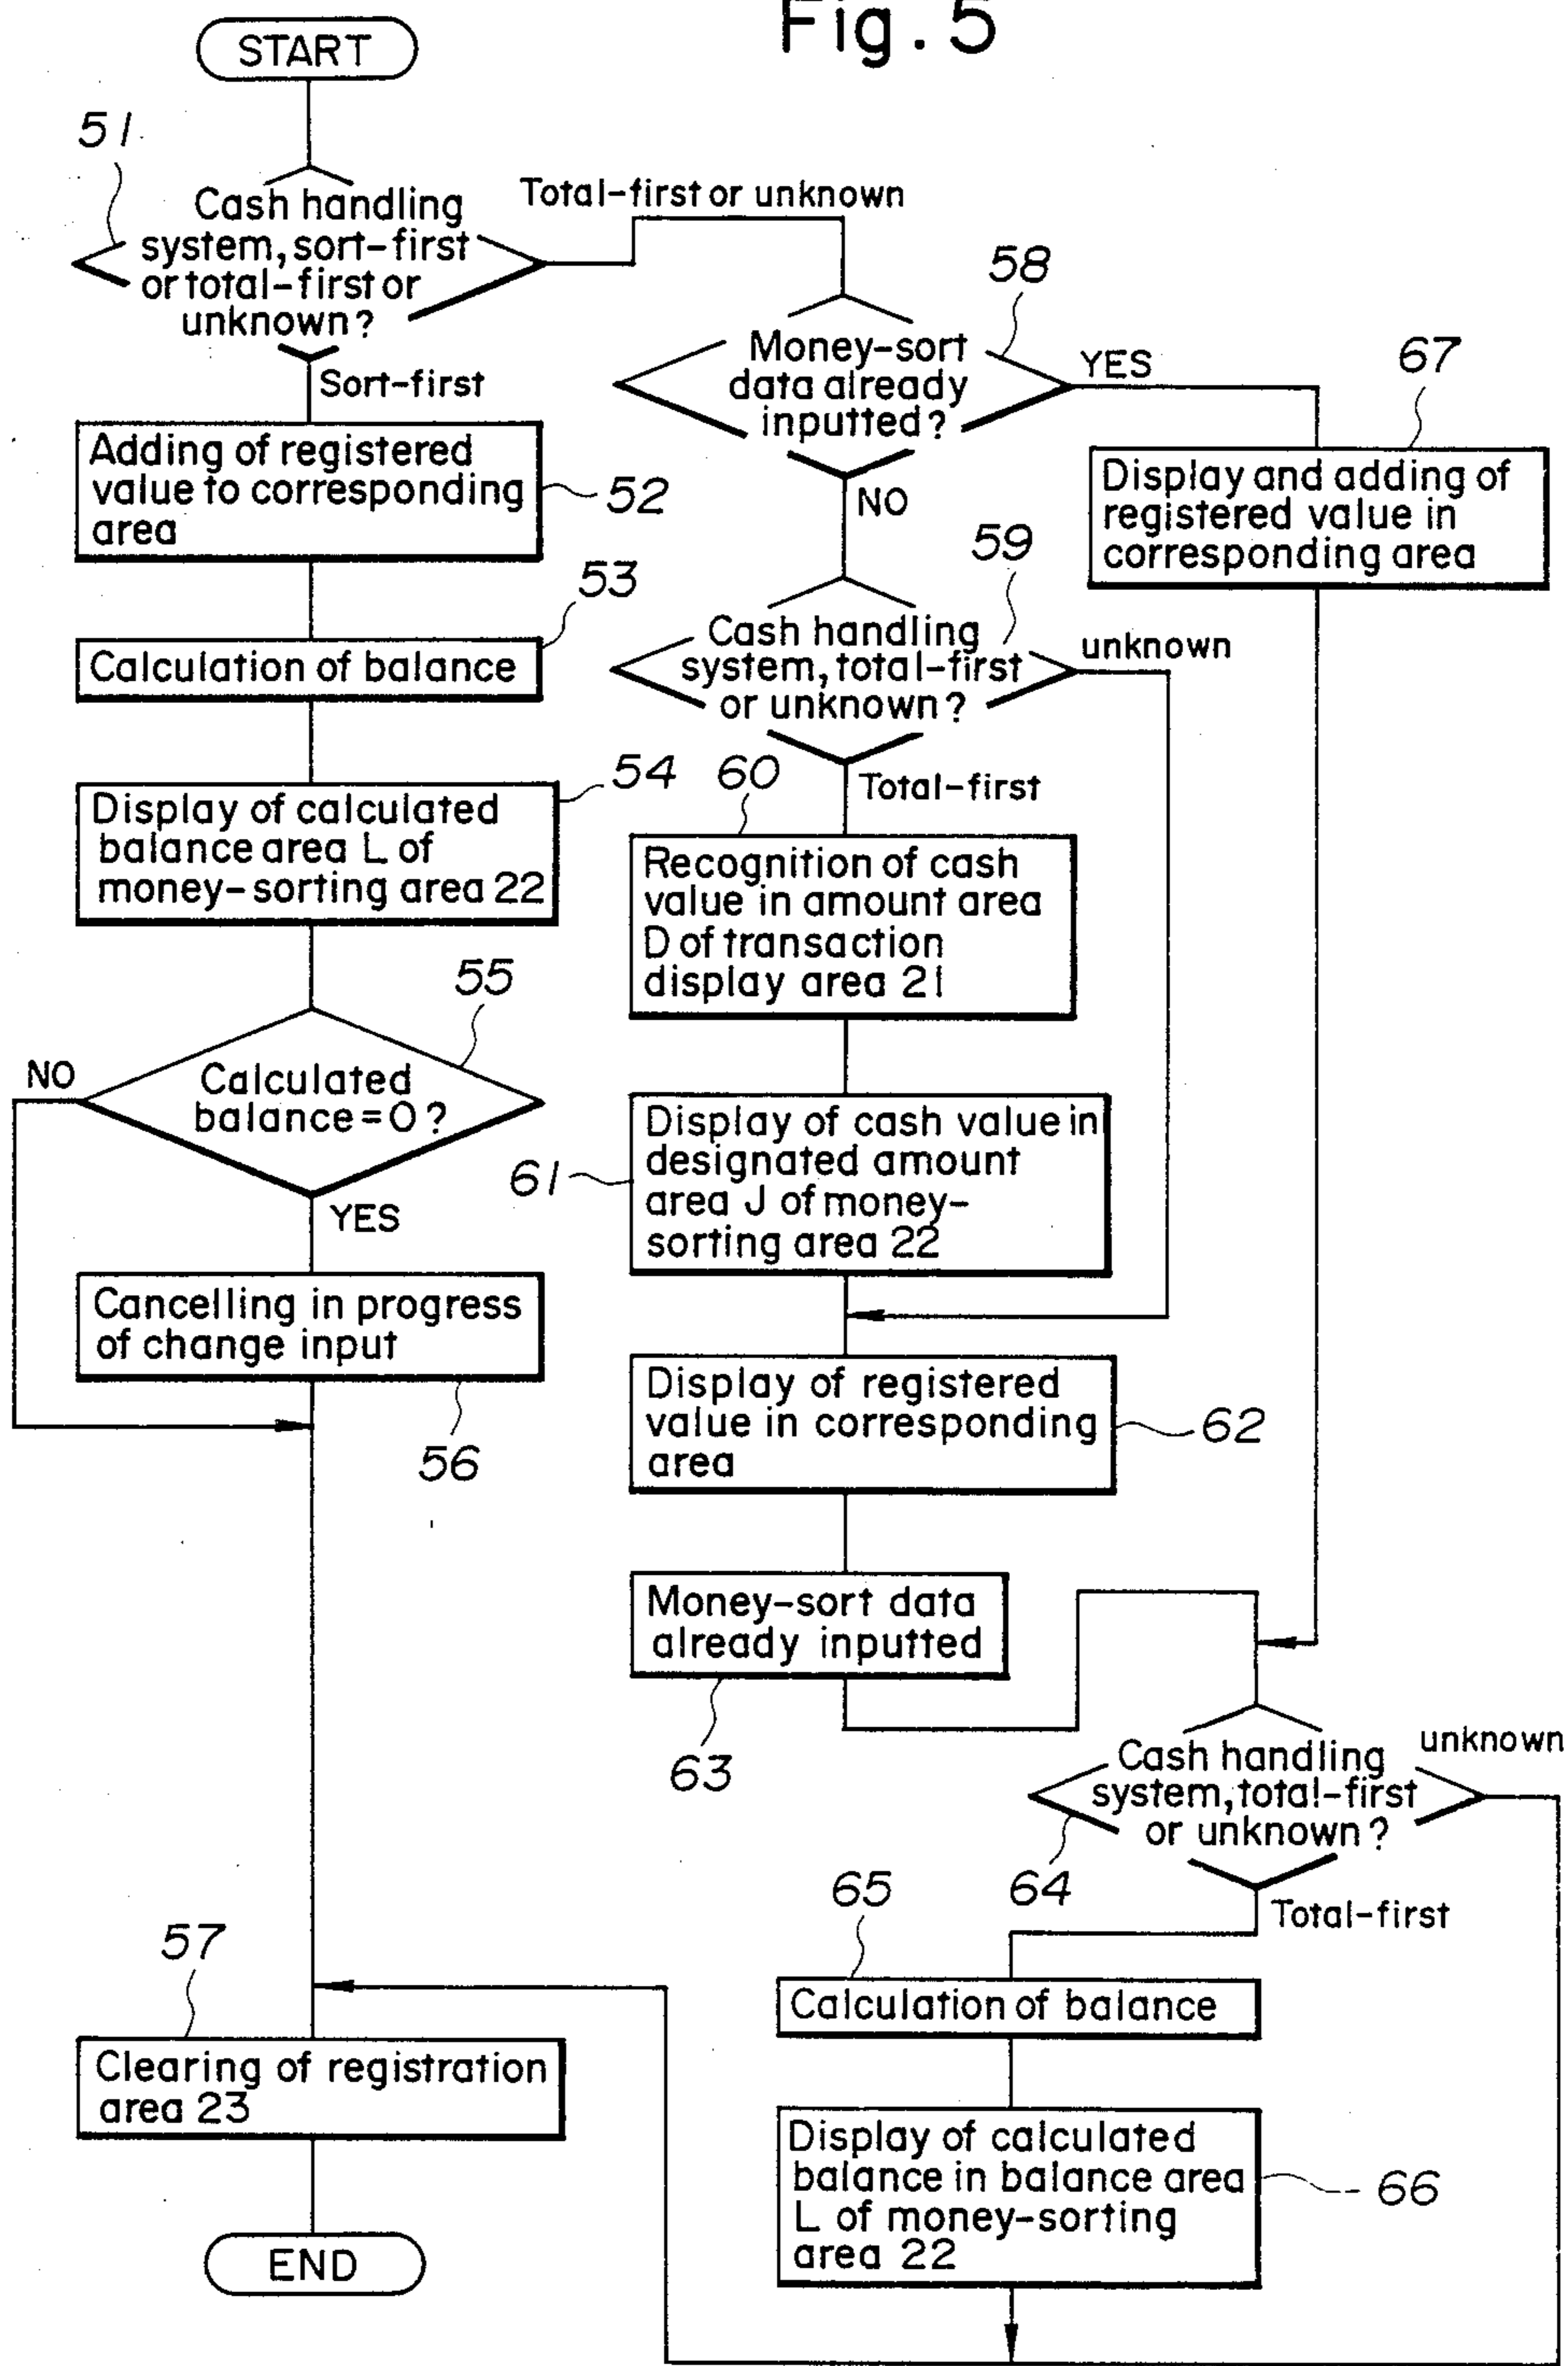 Fig. 5
START
51
Cash handling
system, sort-first
or total-first or
unknown?
Total-first or unknown
Sort-first
Adding of registered
value to corresponding
area
52
53
Calculation of balance
54
Display of calculated
balance area L of
money-sorting area 22
55
NO
Calculated
balance=0?
YES
Cancelling in progress
of change input
56
57
Clearing of registration
area 23
END
58
Money-sort
data already
inputted?
YES
67
NO
Display and adding of
registered value in
corresponding area
59
Cash handling
system, total-first
or unknown?
unknown
60
Total-first
Recognition of cash
value in amount area
D of transaction
display area 21
61
Display of cash value in
designated amount
area J of money-
sorting area 22
Display of registered
value in corresponding
area
62
Money-sort data
already inputted
63
Cash handling
system, total-first
or unknown?
unknown
64
Total-first
65
Calculation of balance
Display of calculated
balance in balance area
L of money-sorting
area 22
66